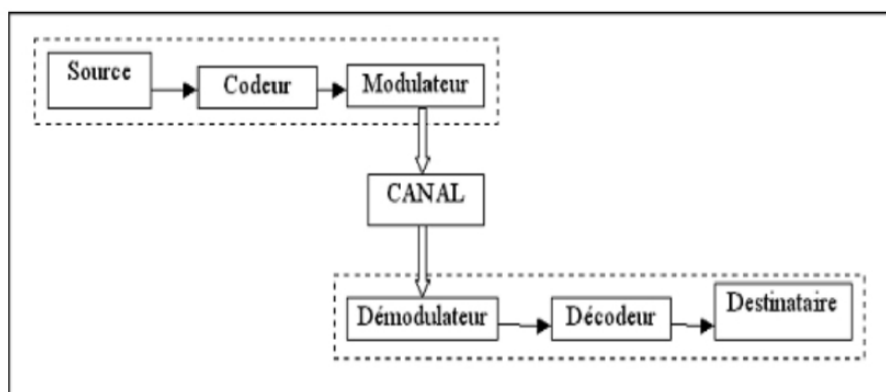 Source
Codeur
Modulateur
CANAL
Démodulateur
Décodeur
Destinataire